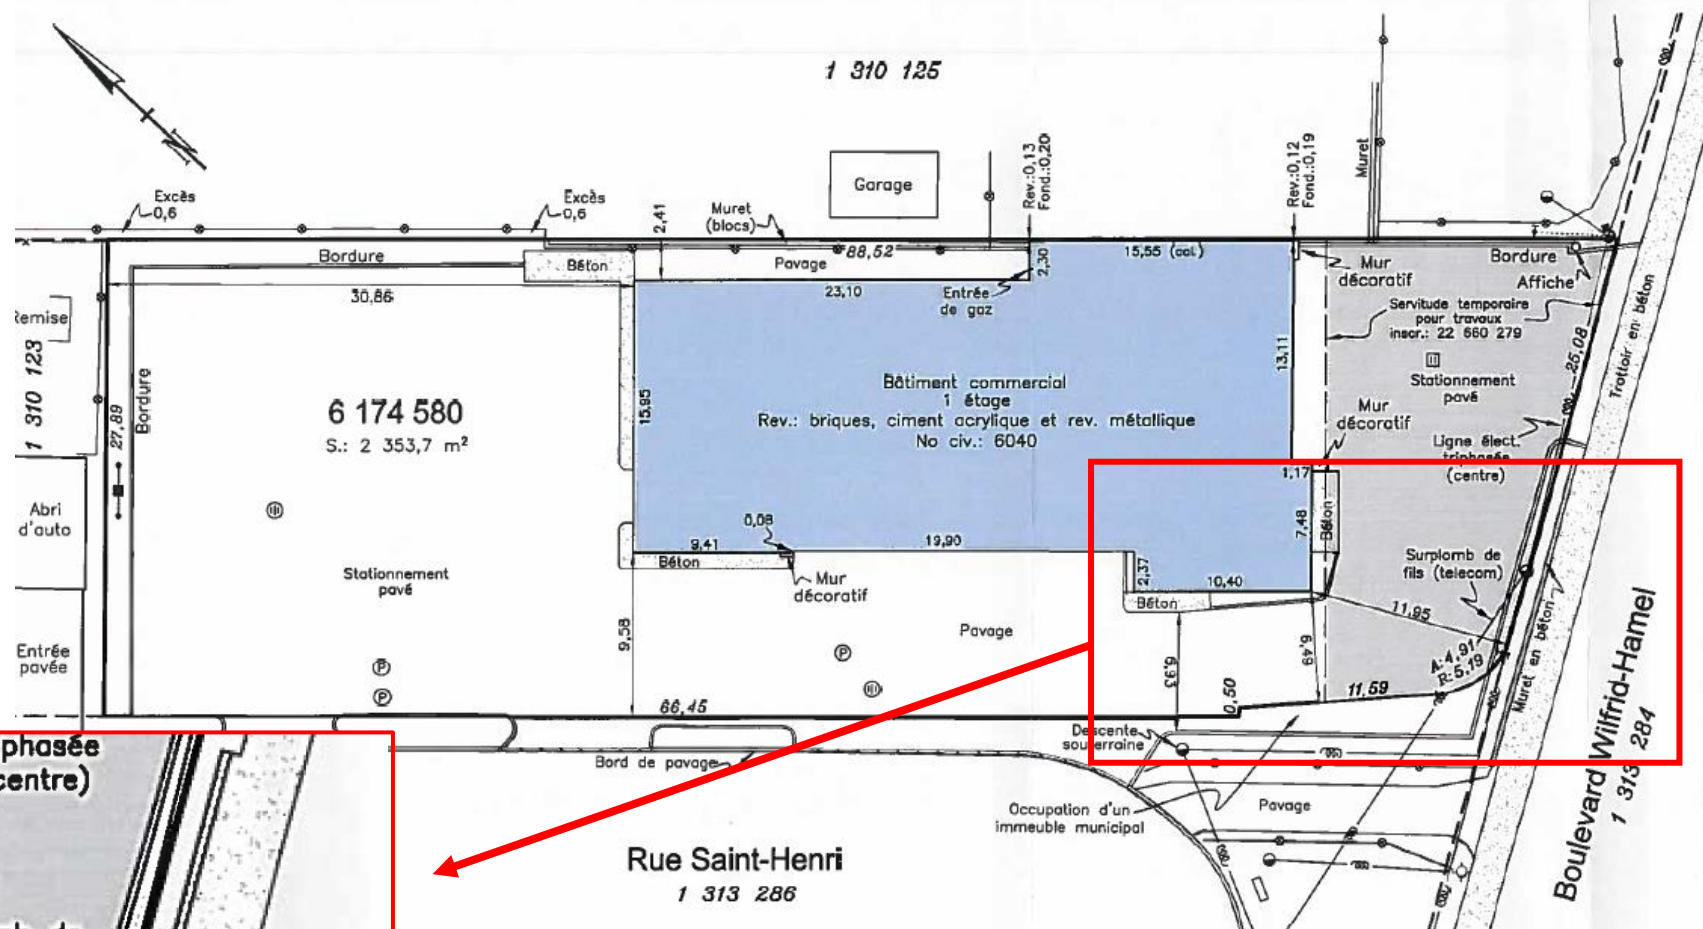 1 310 125
Excès
0,6
Excès
0,6
Muret
(blocs)
2,41
Garage
Rev.:0,13
Fond.:0,20
Rev.:0,12
Fond.:0,19
Muret
Bordure
Béton
88,52
Pavage
2,30
15,55 (cal.)
Mur
décoratif
Bordure
Affiche
30,86
23,10
Entrée
de gaz
Servitude temporaire
pour travaux
inscr.: 22 660 279
Remise
1 310 123
27,89
Bordure
6 174 580
S.: 2 353,7 m²
15,95
Bâtiment commercial
1 étage
Rev.: briques, ciment acrylique et rev. métallique
No civ.: 6040
13,11
Stationnement
pavé
25,08
Trottoir en béton
Mur
décoratif
Ligne élect.
triphasée
(centre)
1,17
7,48
Béton
Abri
d'auto
Stationnement
pavé
0,08
9,41
19,90
Béton
Mur
décoratif
2,37
10,40
Béton
Surplomb de
fils (telecom)
11,95
Entrée
pavée
9,58
Pavage
6,93
6,49
A:4,91
R:5,19
Muret en béton
66,45
0,50
11,59
Descente
souterraine
Bord de pavage
Occupation d'un
immeuble municipal
Pavage
Boulevard Wilfrid-Hamel
1 313 284
Rue Saint-Henri
1 313 286
phasée
centre)